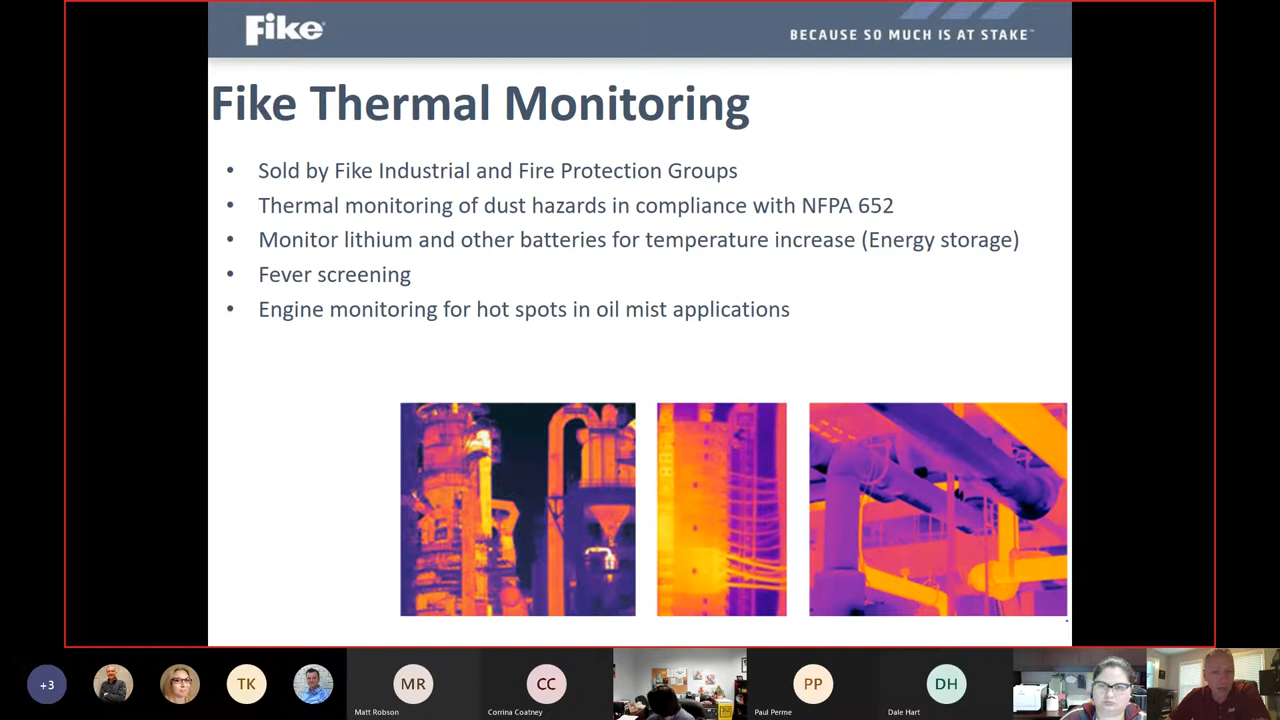 Fike®
BECAUSE SO MUCH IS AT STAKE™
Fike Thermal Monitoring
• Sold by Fike Industrial and Fire Protection Groups
• Thermal monitoring of dust hazards in compliance with NFPA 652
• Monitor lithium and other batteries for temperature increase (Energy storage)
• Fever screening
• Engine monitoring for hot spots in oil mist applications
+3
TK
MR
CC
PP
DH
Matt Robson
Corrina Coatney
Paul Perme
Dale Hart